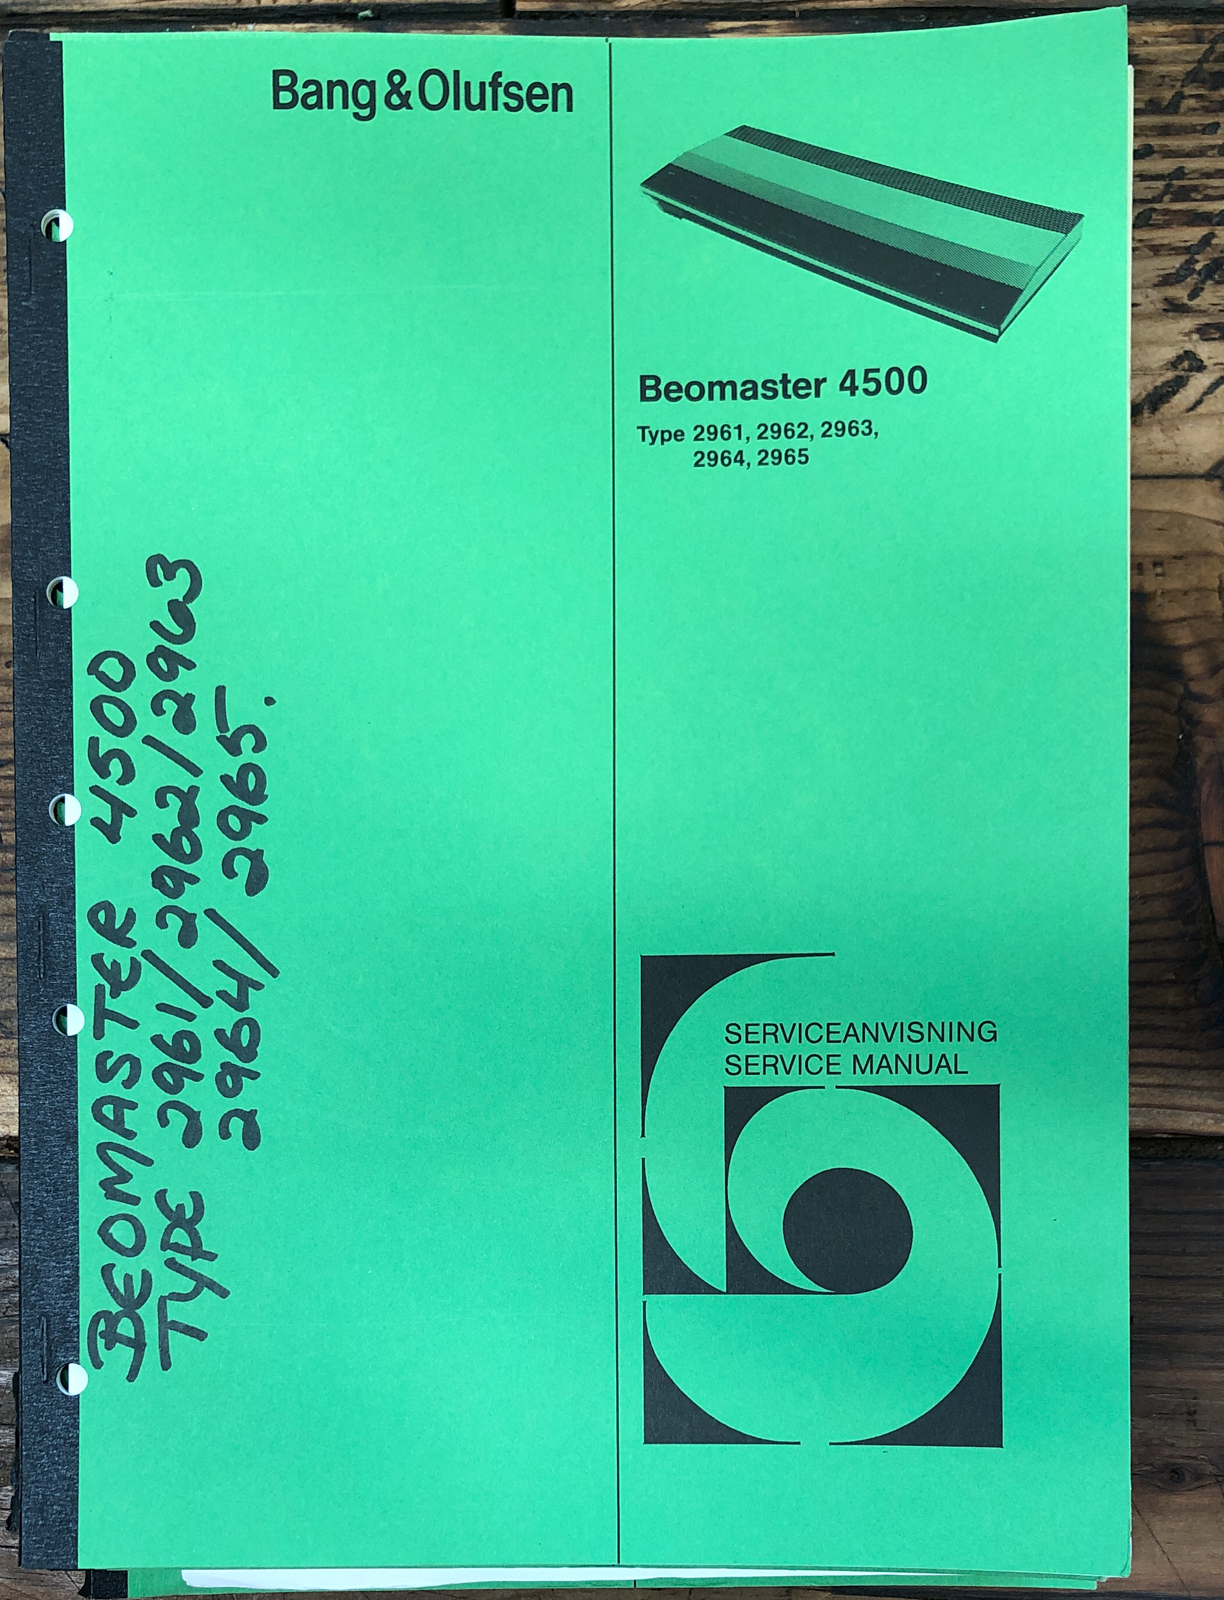 Bang & Olufsen
Beomaster 4500
Type 2961, 2962, 2963,
2964, 2965
SERVICEANVISNING
SERVICE MANUAL
BEOMASTER 4500
TYPE 2961/2962/2963
2964/2965.